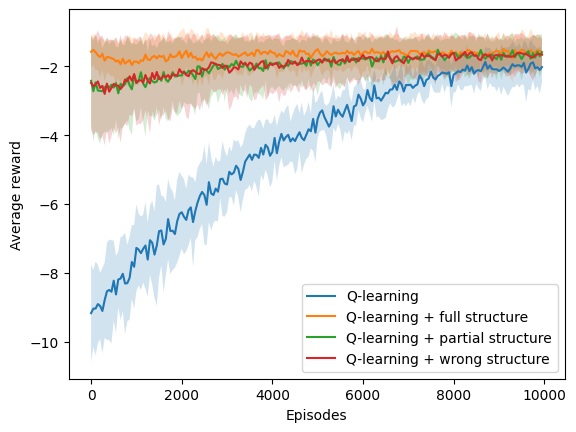 −2
−4
−6
−8
−10
Average reward
0
2000
4000
6000
8000
10000
Episodes
Q-learning
Q-learning + full structure
Q-learning + partial structure
Q-learning + wrong structure